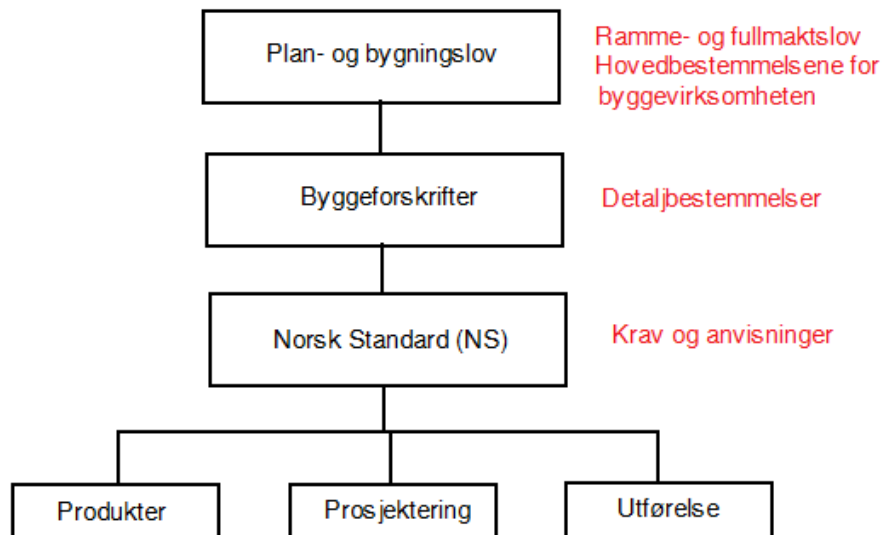 Plan- og bygningslov
Ramme- og fullmaktslov
Hovedbestemmelsene for
byggevirksomheten
Byggeforskrifter
Detaljbestemmelser
Norsk Standard (NS)
Krav og anvisninger
Produkter
Prosjektering
Utførelse